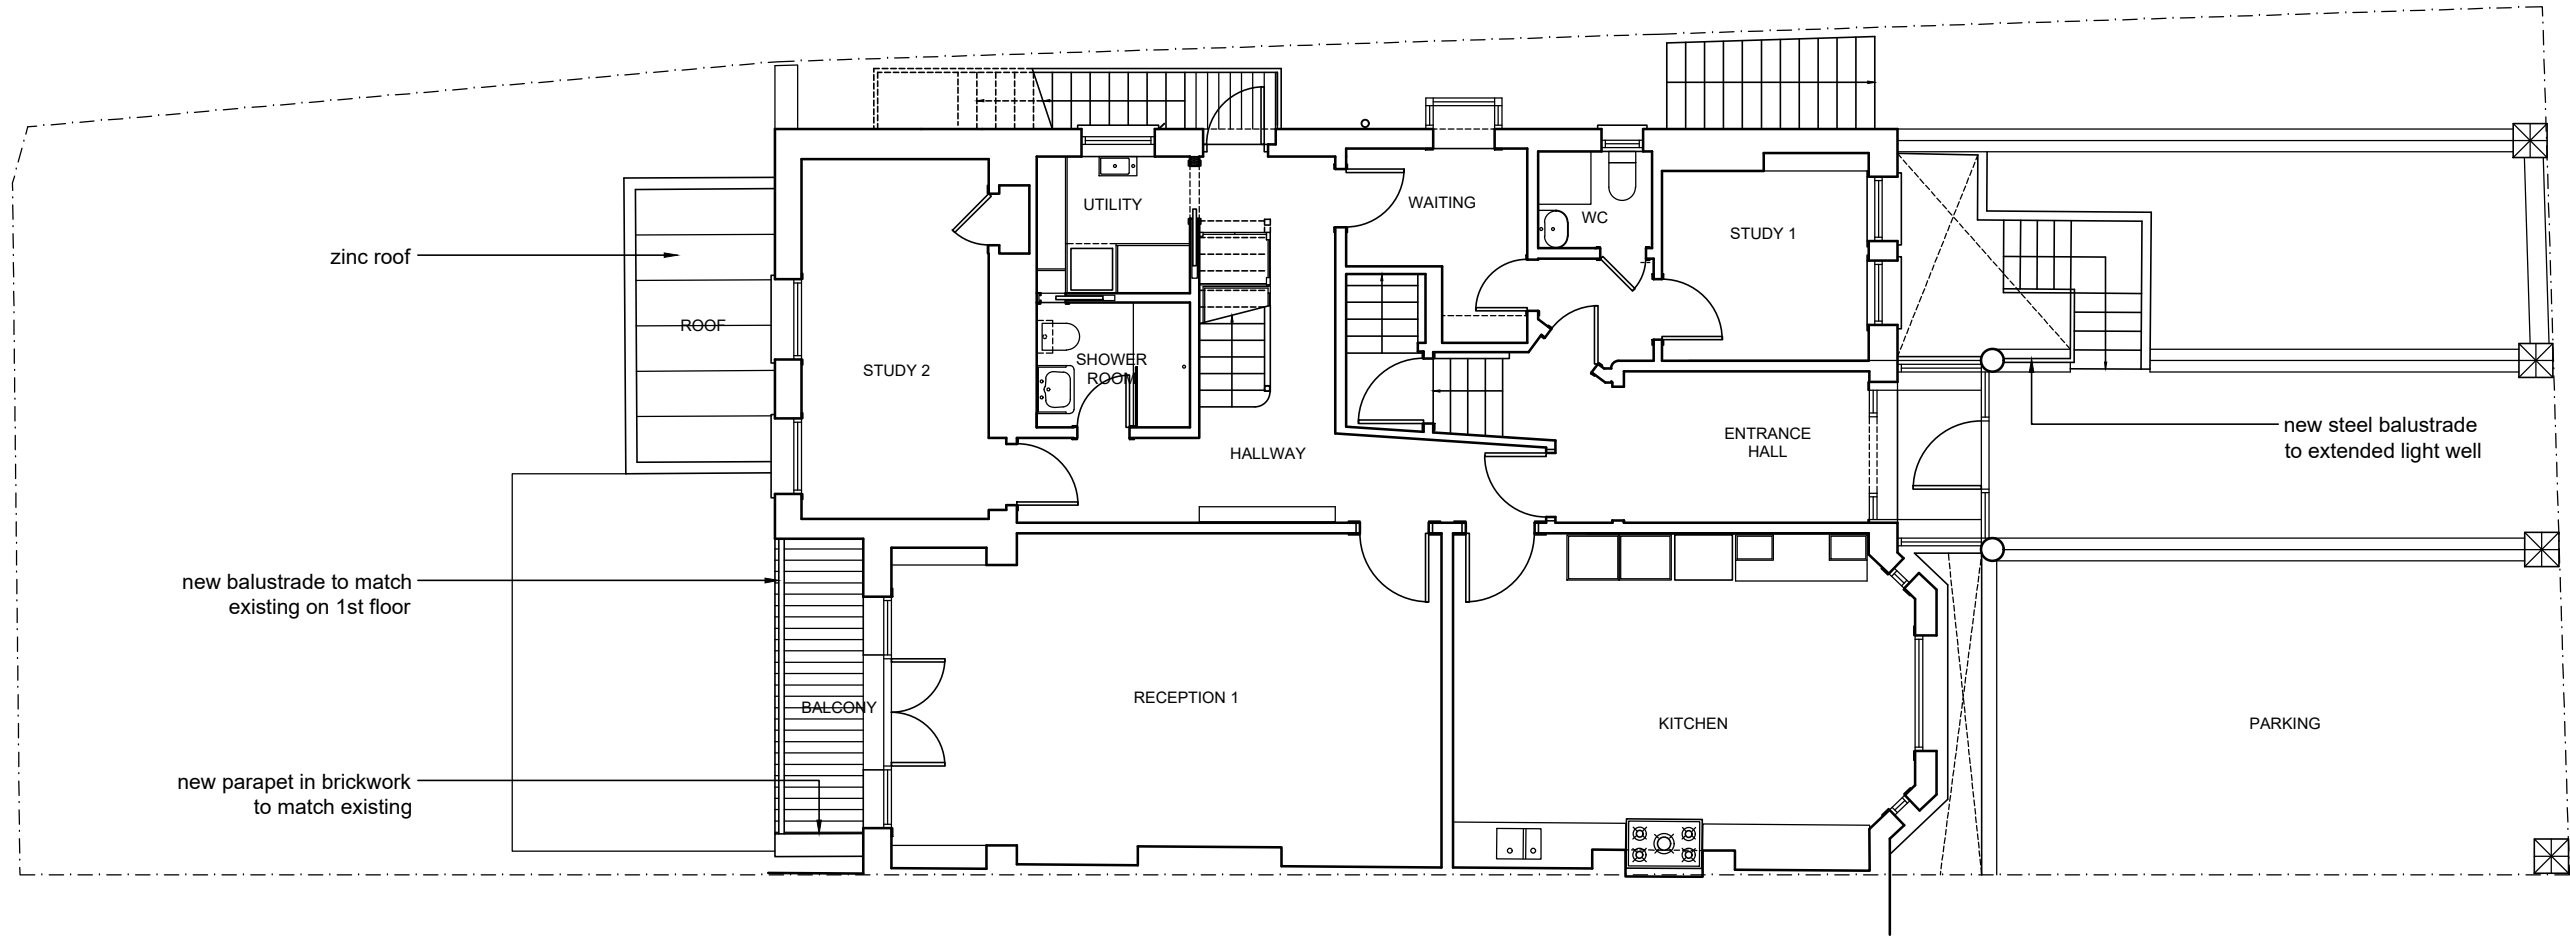 UTILITY
WAITING
WC
STUDY 1
zinc roof
ROOF
STUDY 2
SHOWER
ROOM
HALLWAY
ENTRANCE
HALL
new steel balustrade
to extended light well
new balustrade to match
existing on 1st floor
BALCONY
RECEPTION 1
KITCHEN
PARKING
new parapet in brickwork
to match existing